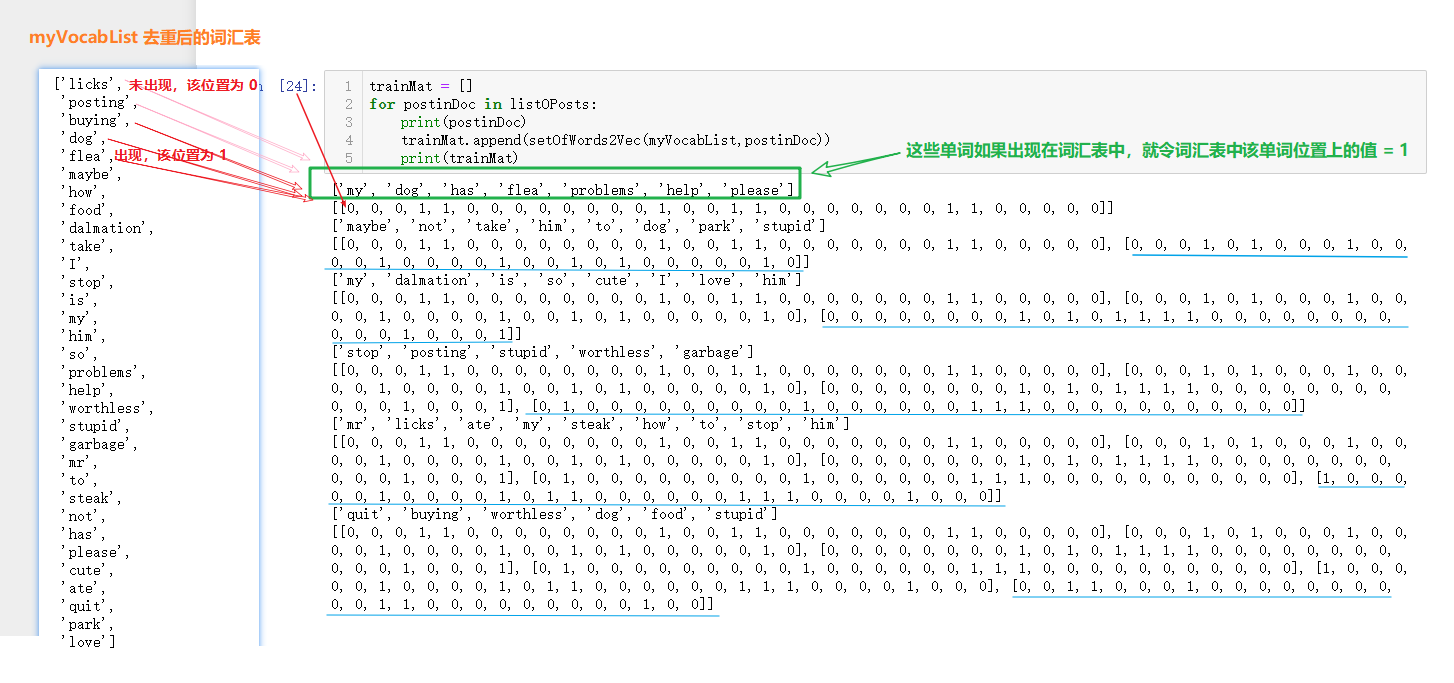 myVocabList 去重后的词汇表
['licks',
'posting',
'buying',
'dog',
'flea',
'maybe',
'how',
'food',
'dalmation',
'take',
'I',
'stop',
'is',
'my',
'him',
'so',
'problems',
'help',
'worthless',
'stupid',
'garbage',
'mr',
'to',
'steak',
'not',
'has',
'please',
'cute',
'ate',
'quit',
'park',
'love']
未出现，该位置为 0
出现，该位置为 1
[24]:
1 trainMat = []
2 for postinDoc in listOPosts:
3 print(postinDoc)
4 trainMat.append(setOfWords2Vec(myVocabList,postinDoc))
5 print(trainMat)
这些单词如果出现在词汇表中，就令词汇表中该单词位置上的值 = 1
['my', 'dog', 'has', 'flea', 'problems', 'help', 'please']
[[0, 0, 0, 1, 1, 0, 0, 0, 0, 0, 0, 0, 0, 1, 0, 0, 1, 1, 0, 0, 0, 0, 0, 0, 0, 1, 1, 0, 0, 0, 0, 0]]
['maybe', 'not', 'take', 'him', 'to', 'dog', 'park', 'stupid']
[[0, 0, 0, 1, 1, 0, 0, 0, 0, 0, 0, 0, 0, 1, 0, 0, 1, 1, 0, 0, 0, 0, 0, 0, 0, 1, 1, 0, 0, 0, 0, 0], [0, 0, 0, 1, 0, 1, 0, 0, 0, 1, 0, 0,
0, 0, 1, 0, 0, 0, 0, 1, 0, 0, 1, 0, 1, 0, 0, 0, 0, 0, 1, 0]]
['my', 'dalmation', 'is', 'so', 'cute', 'I', 'love', 'him']
[[0, 0, 0, 1, 1, 0, 0, 0, 0, 0, 0, 0, 0, 1, 0, 0, 1, 1, 0, 0, 0, 0, 0, 0, 0, 1, 1, 0, 0, 0, 0, 0], [0, 0, 0, 1, 0, 1, 0, 0, 0, 1, 0, 0,
0, 0, 1, 0, 0, 0, 0, 1, 0, 0, 1, 0, 1, 0, 0, 0, 0, 0, 1, 0], [0, 0, 0, 0, 0, 0, 0, 0, 1, 0, 1, 0, 1, 1, 1, 1, 0, 0, 0, 0, 0, 0, 0, 0,
0, 0, 0, 1, 0, 0, 0, 1]]
['stop', 'posting', 'stupid', 'worthless', 'garbage']
[[0, 0, 0, 1, 1, 0, 0, 0, 0, 0, 0, 0, 0, 1, 0, 0, 1, 1, 0, 0, 0, 0, 0, 0, 0, 1, 1, 0, 0, 0, 0, 0], [0, 0, 0, 1, 0, 1, 0, 0, 0, 1, 0, 0,
0, 0, 1, 0, 0, 0, 0, 1, 0, 0, 1, 0, 1, 0, 0, 0, 0, 0, 1, 0], [0, 0, 0, 0, 0, 0, 0, 0, 1, 0, 1, 0, 1, 1, 1, 1, 0, 0, 0, 0, 0, 0, 0, 0,
0, 0, 0, 1, 0, 0, 0, 1], [0, 1, 0, 0, 0, 0, 0, 0, 0, 0, 0, 1, 0, 0, 0, 0, 0, 0, 1, 1, 1, 0, 0, 0, 0, 0, 0, 0, 0, 0, 0, 0]]
['mr', 'licks', 'ate', 'my', 'steak', 'how', 'to', 'stop', 'him']
[[0, 0, 0, 1, 1, 0, 0, 0, 0, 0, 0, 0, 0, 1, 0, 0, 1, 1, 0, 0, 0, 0, 0, 0, 0, 1, 1, 0, 0, 0, 0, 0], [0, 0, 0, 1, 0, 1, 0, 0, 0, 1, 0, 0,
0, 0, 1, 0, 0, 0, 0, 1, 0, 0, 1, 0, 1, 0, 0, 0, 0, 0, 1, 0], [0, 0, 0, 0, 0, 0, 0, 0, 1, 0, 1, 0, 1, 1, 1, 1, 0, 0, 0, 0, 0, 0, 0, 0,
0, 0, 0, 1, 0, 0, 0, 1], [0, 1, 0, 0, 0, 0, 0, 0, 0, 0, 0, 1, 0, 0, 0, 0, 0, 0, 1, 1, 1, 0, 0, 0, 0, 0, 0, 0, 0, 0, 0, 0], [1, 0, 0, 0,
0, 0, 1, 0, 0, 0, 0, 1, 0, 1, 1, 0, 0, 0, 0, 0, 0, 1, 1, 1, 0, 0, 0, 0, 1, 0, 0, 0]]
['quit', 'buying', 'worthless', 'dog', 'food', 'stupid']
[[0, 0, 0, 1, 1, 0, 0, 0, 0, 0, 0, 0, 0, 1, 0, 0, 1, 1, 0, 0, 0, 0, 0, 0, 0, 1, 1, 0, 0, 0, 0, 0], [0, 0, 0, 1, 0, 1, 0, 0, 0, 1, 0, 0,
0, 0, 1, 0, 0, 0, 0, 1, 0, 0, 1, 0, 1, 0, 0, 0, 0, 0, 1, 0], [0, 0, 0, 0, 0, 0, 0, 0, 1, 0, 1, 0, 1, 1, 1, 1, 0, 0, 0, 0, 0, 0, 0, 0,
0, 0, 0, 1, 0, 0, 0, 1], [0, 1, 0, 0, 0, 0, 0, 0, 0, 0, 0, 1, 0, 0, 0, 0, 0, 0, 1, 1, 1, 0, 0, 0, 0, 0, 0, 0, 0, 0, 0, 0], [1, 0, 0, 0,
0, 0, 1, 0, 0, 0, 0, 1, 0, 1, 1, 0, 0, 0, 0, 0, 0, 1, 1, 1, 0, 0, 0, 0, 1, 0, 0, 0], [0, 0, 1, 1, 0, 0, 0, 1, 0, 0, 0, 0, 0, 0, 0, 0,
0, 0, 1, 1, 0, 0, 0, 0, 0, 0, 0, 0, 0, 1, 0, 0]]